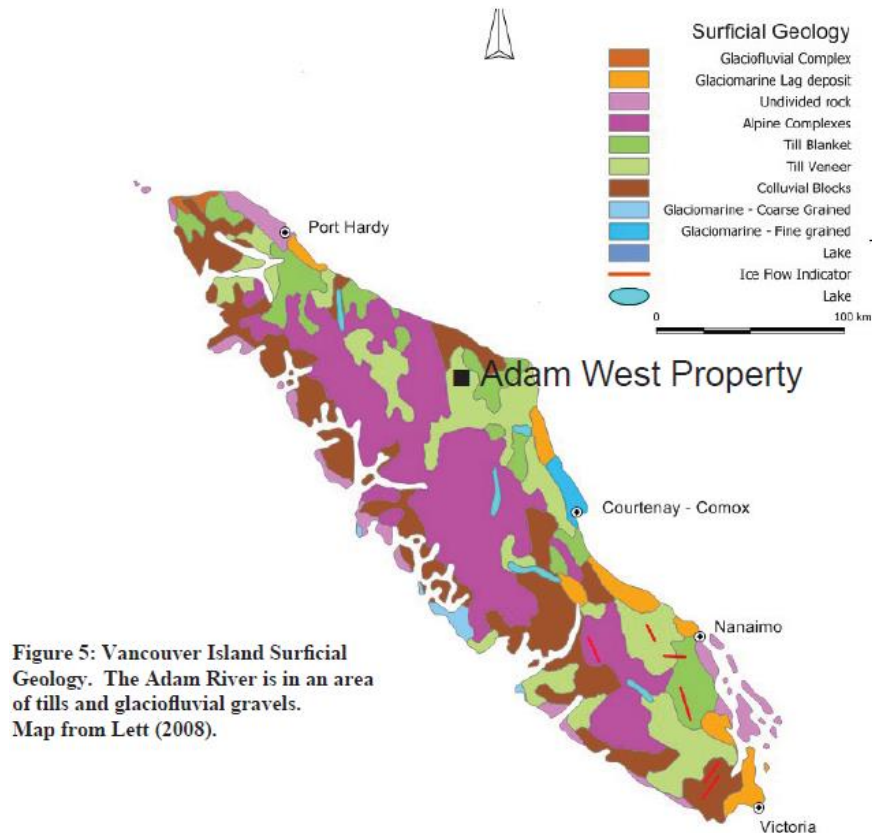 Surficial Geology
Glaciofluvial Complex
Glaciomarine Lag deposit
Undivided rock
Alpine Complexes
Till Blanket
Till Veneer
Colluvial Blocks
Glaciomarine - Coarse Grained
Glaciomarine - Fine grained
Lake
Ice Flow Indicator
Lake
0 100 km
Port Hardy
Adam West Property
Courtenay - Comox
Nanaimo
Victoria
Figure 5: Vancouver Island Surficial
Geology. The Adam River is in an area
of tills and glaciofluvial gravels.
Map from Lett (2008).